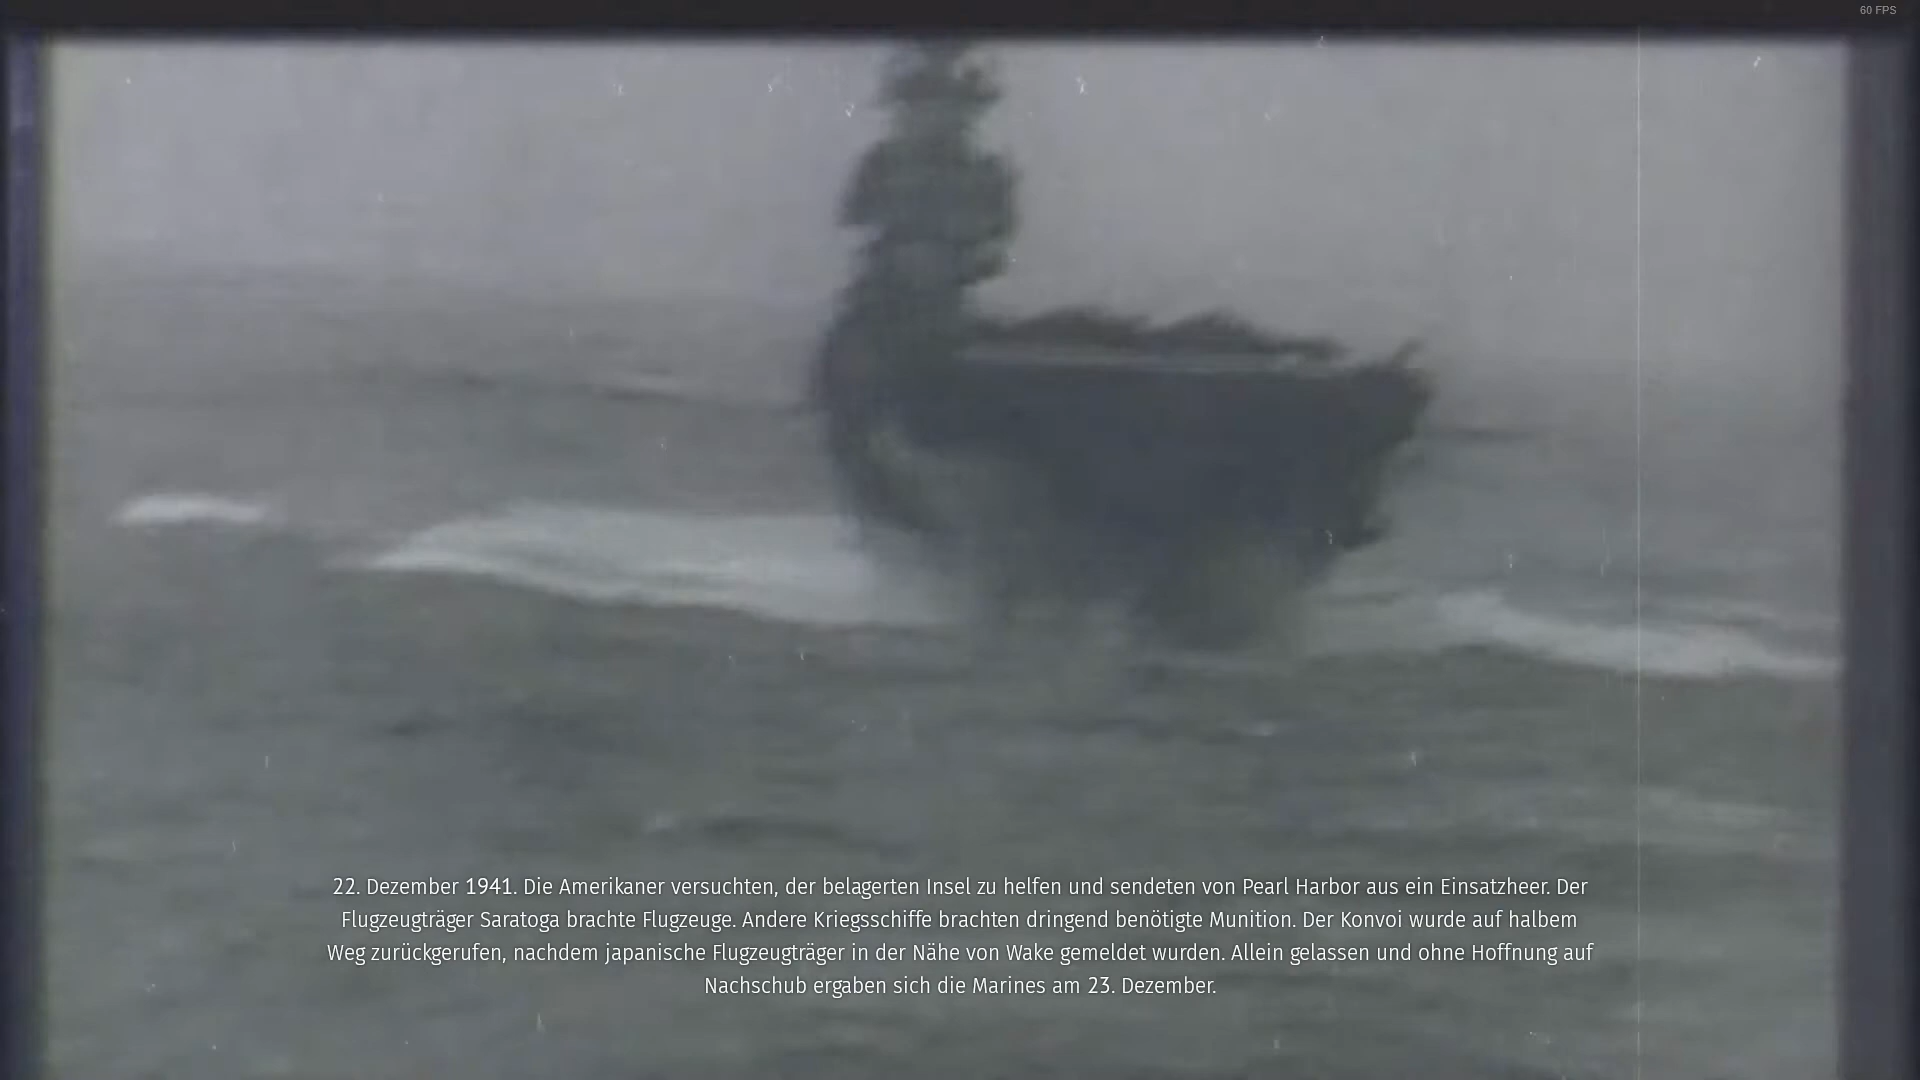 60 FPS
22. Dezember 1941. Die Amerikaner versuchten, der belagerten Insel zu helfen und sendeten von Pearl Harbor aus ein Einsatzheer. Der
Flugzeugträger Saratoga brachte Flugzeuge. Andere Kriegsschiffe brachten dringend benötigte Munition. Der Konvoi wurde auf halbem
Weg zurückgerufen, nachdem japanische Flugzeugträger in der Nähe von Wake gemeldet wurden. Allein gelassen und ohne Hoffnung auf
Nachschub ergaben sich die Marines am 23. Dezember.